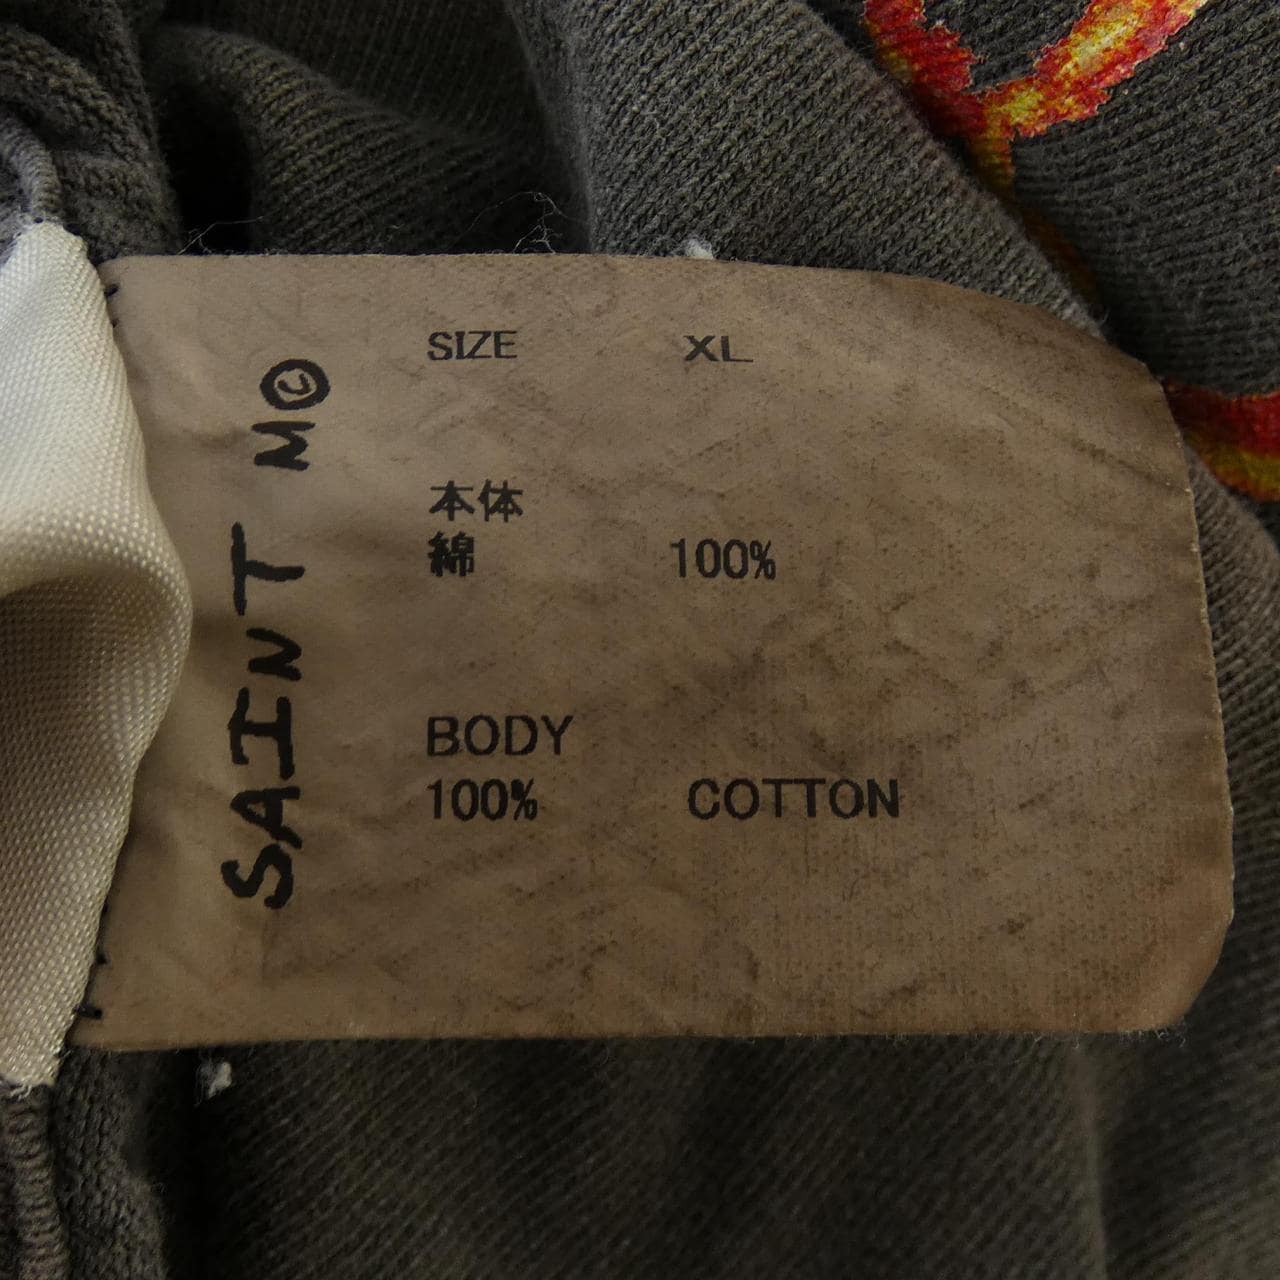 SAINT M©
SIZE XL
本体
綿 100%
BODY
100% COTTON